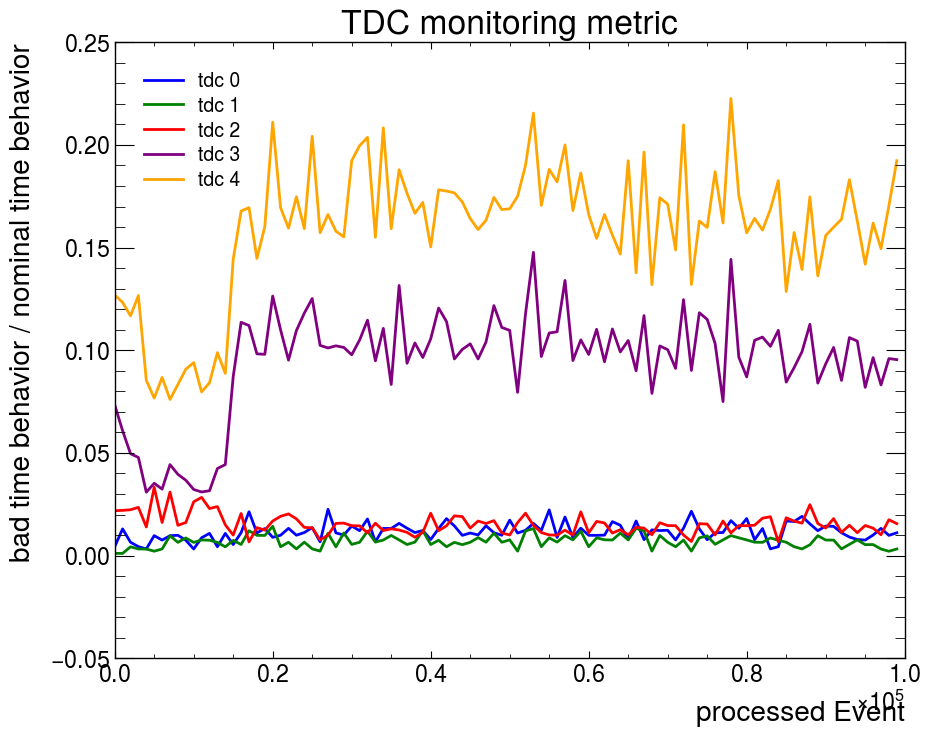 TDC monitoring metric
bad time behavior / nominal time behavior
0.25
0.20
0.15
0.10
0.05
0.00
−0.05
tdc 0
tdc 1
tdc 2
tdc 3
tdc 4
0.0 0.2 0.4 0.6 0.8 1.0
×10⁵
processed Event